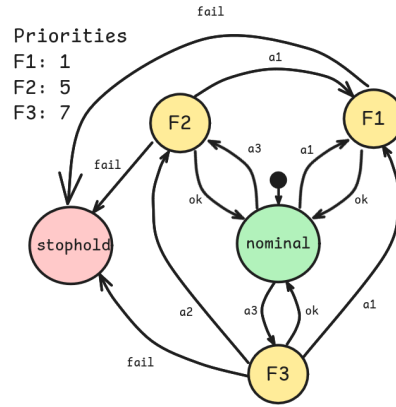 fail
Priorities
F1: 1
F2: 5
F3: 7
a1
F2
F1
fail
a3
a1
ok
ok
stophold
nominal
a3
ok
a2
a1
fail
F3